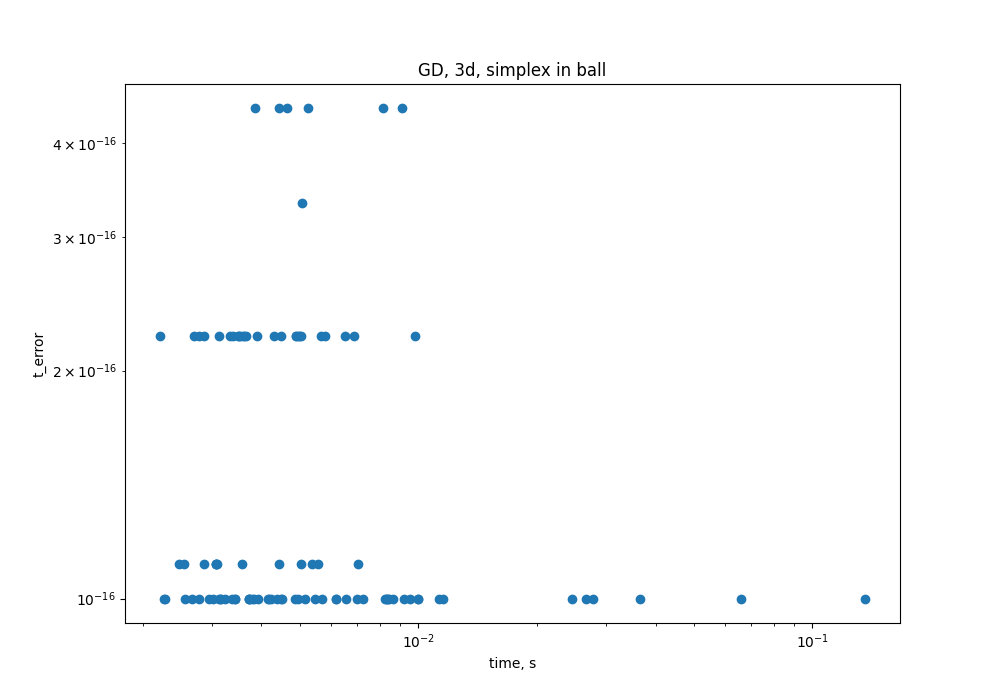 GD, 3d, simplex in ball
t_error
4 × 10⁻¹⁶
3 × 10⁻¹⁶
2 × 10⁻¹⁶
10⁻¹⁶
10⁻² 10⁻¹
time, s